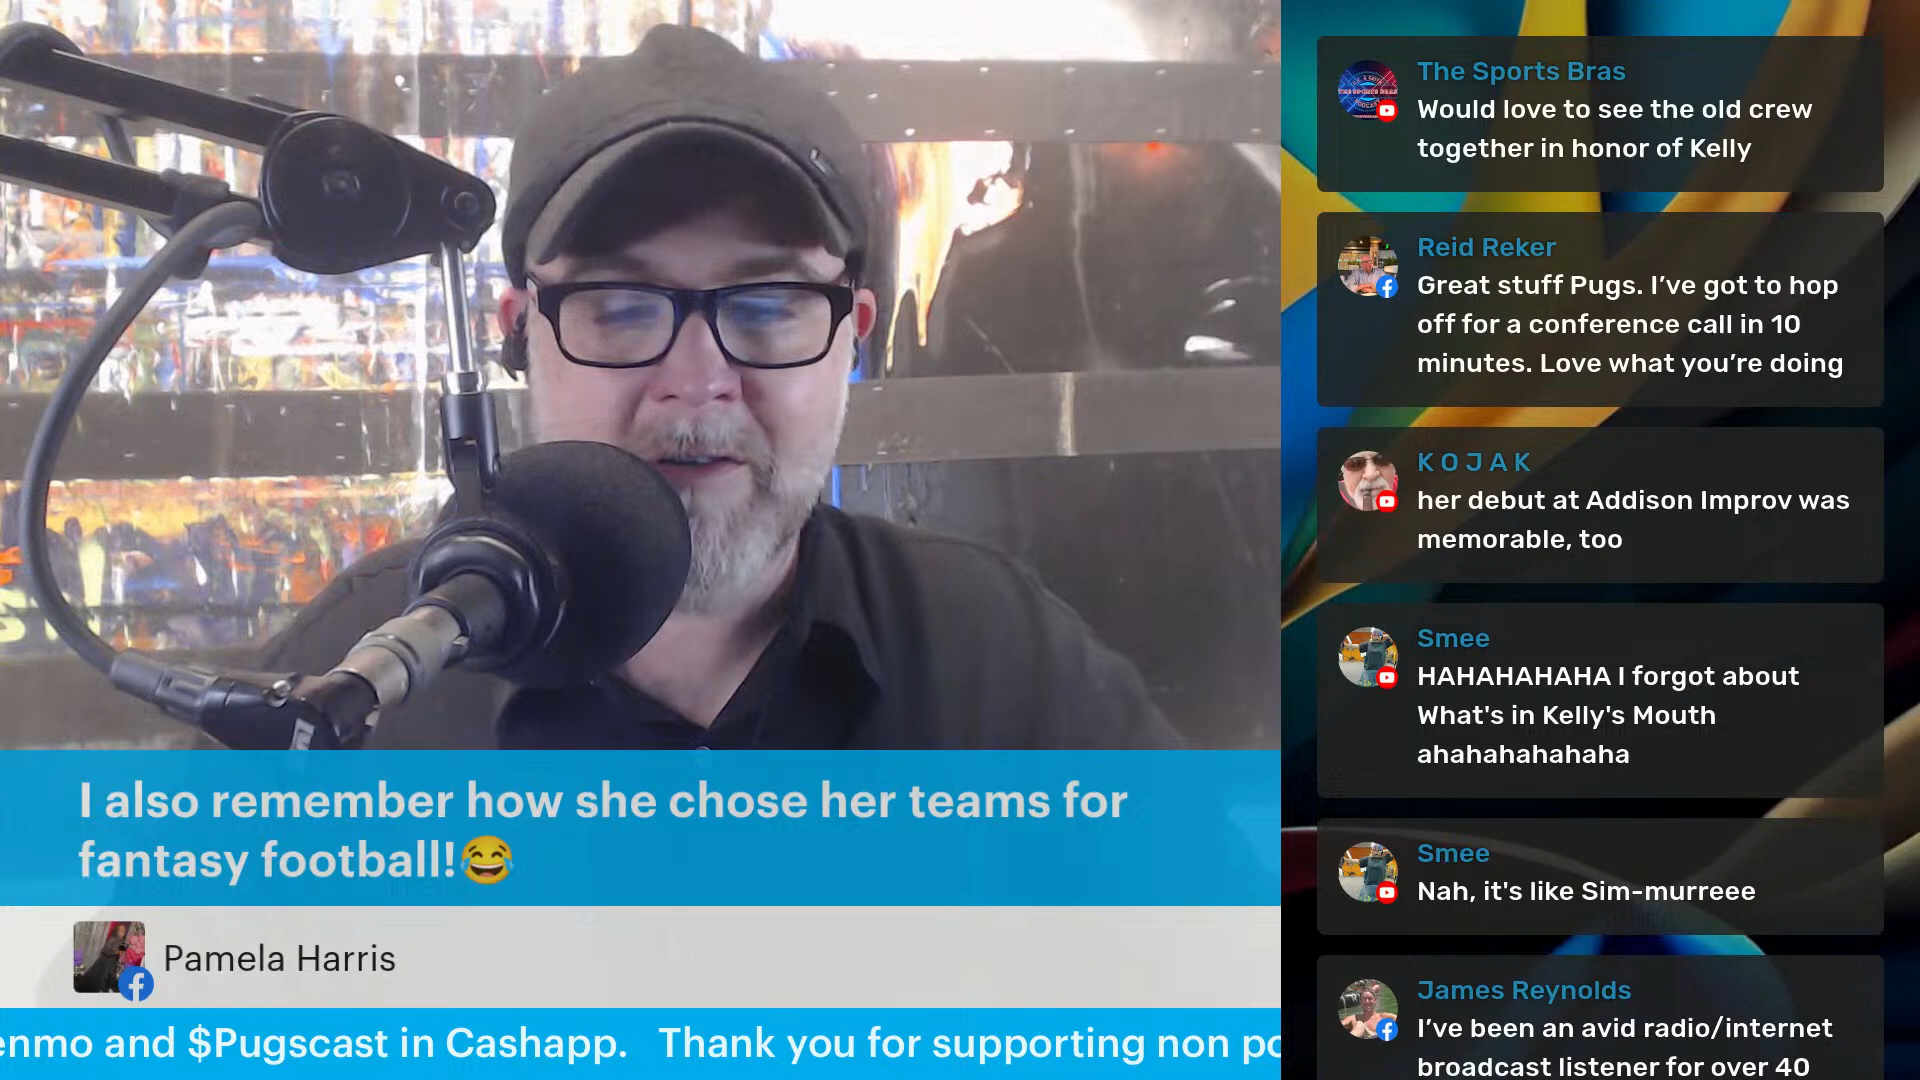 I also remember how she chose her teams for
fantasy football!😂
Pamela Harris
enmo and $Pugscast in Cashapp. Thank you for supporting non po
The Sports Bras
Would love to see the old crew
together in honor of Kelly
Reid Reker
Great stuff Pugs. I’ve got to hop
off for a conference call in 10
minutes. Love what you’re doing
K O J A K
her debut at Addison Improv was
memorable, too
Smee
HAHAHAHAHA I forgot about
What's in Kelly's Mouth
ahahahahahaha
Smee
Nah, it's like Sim-murreee
James Reynolds
I’ve been an avid radio/internet
broadcast listener for over 40